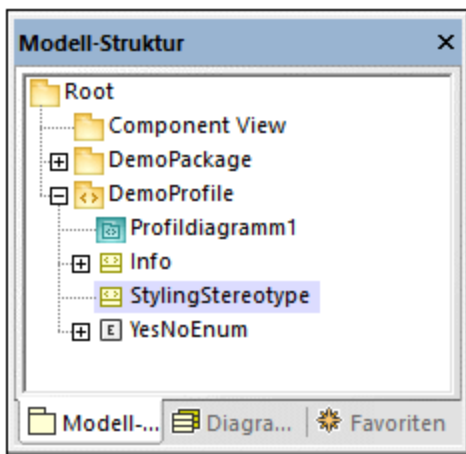 Modell-Struktur
Root
Component View
DemoPackage
DemoProfile
Profildiagramm1
Info
StylingStereotype
E YesNoEnum
Modell-... Diagra... Favoriten